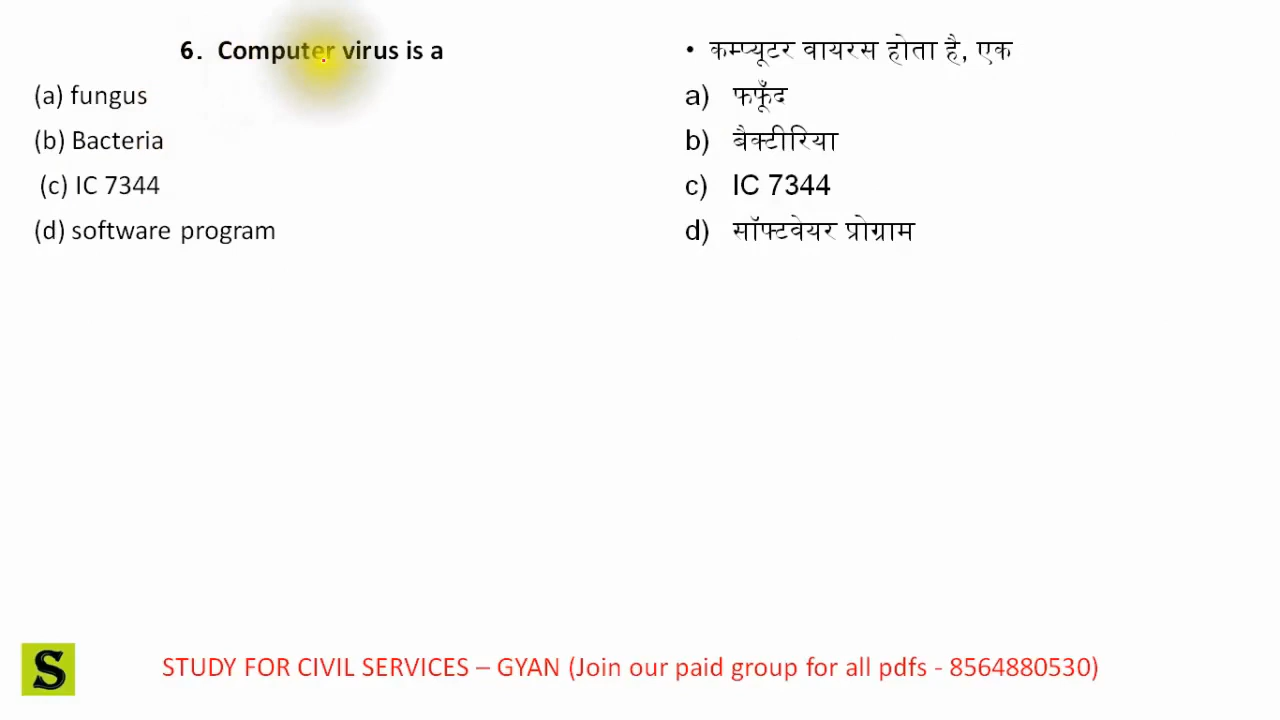 6. Computer virus is a
(a) fungus
(b) Bacteria
(c) IC 7344
(d) software program
• कम्प्यूटर वायरस होता है, एक
a) फफूँद
b) बैक्टीरिया
c) IC 7344
d) सॉफ्टवेयर प्रोग्राम
S
STUDY FOR CIVIL SERVICES – GYAN (Join our paid group for all pdfs - 8564880530)